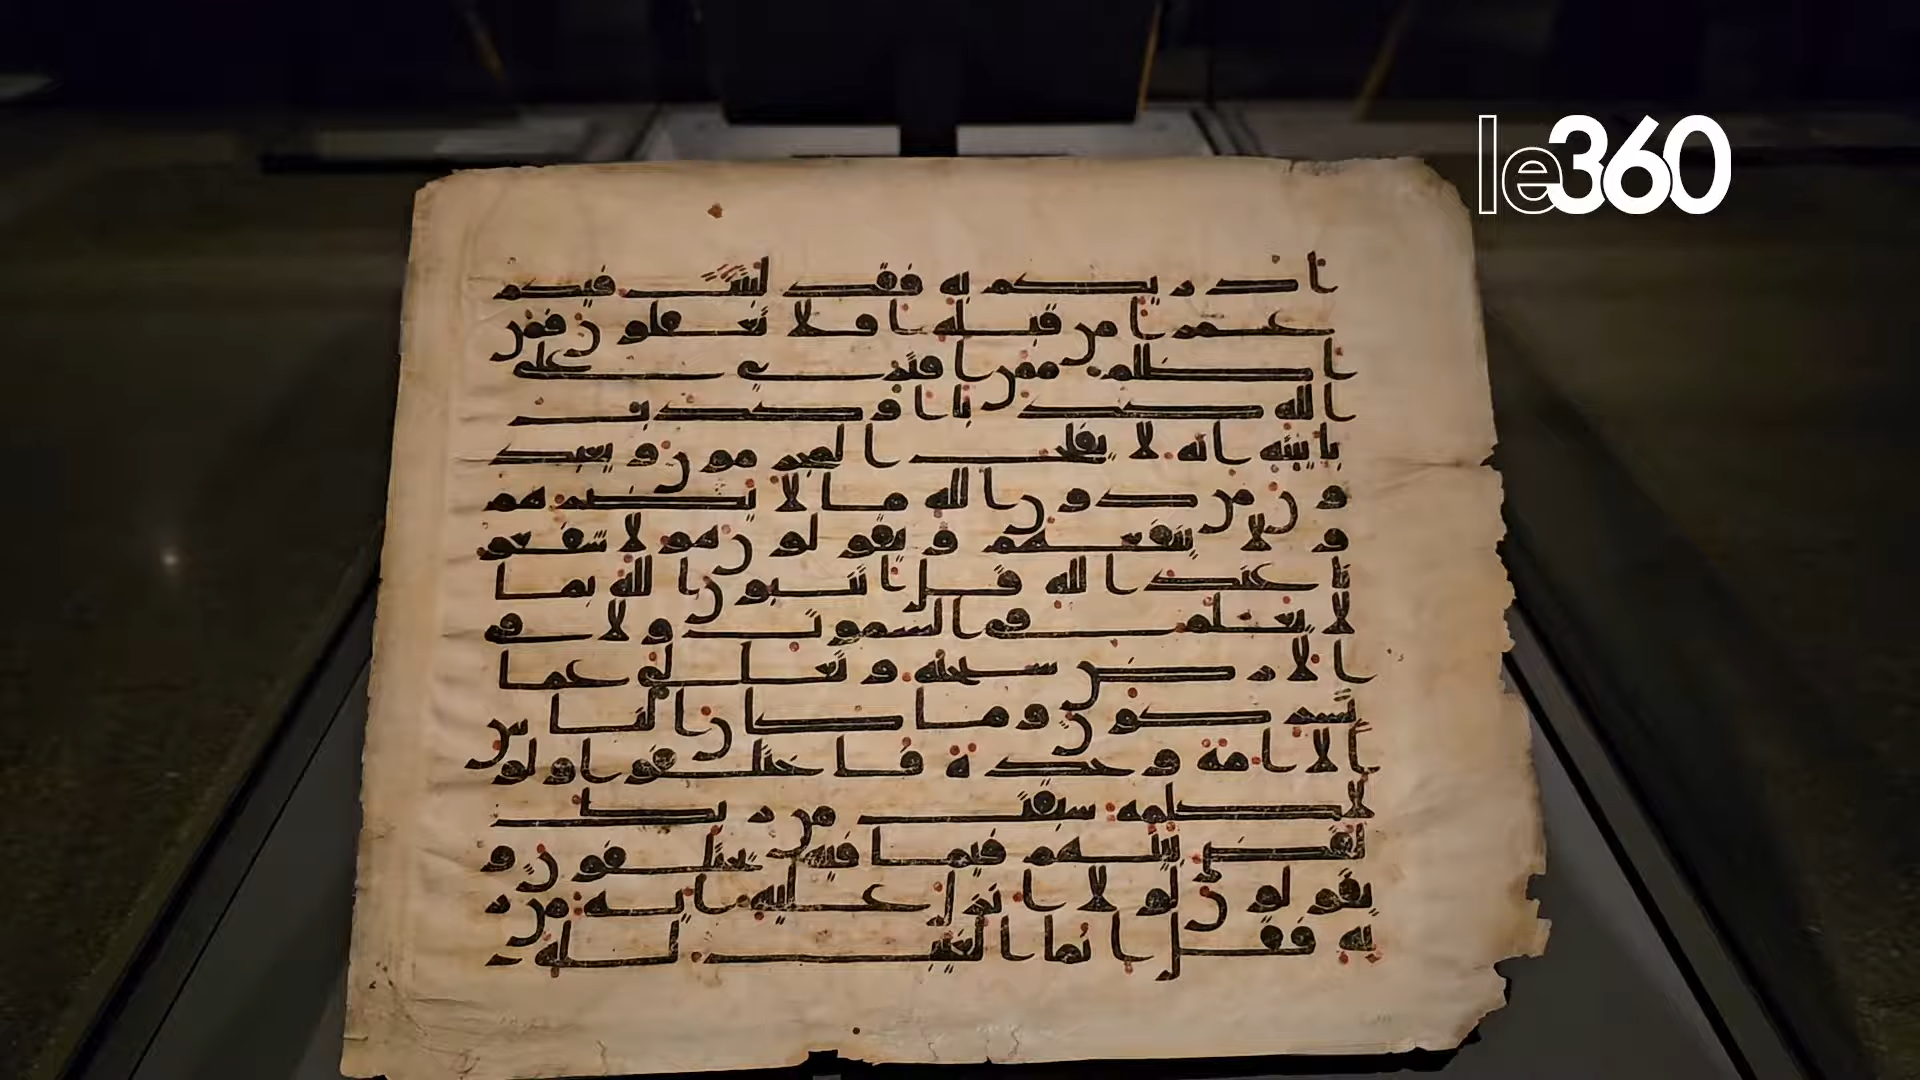 le360
ادريكم به فقد لبثت فيكم
عمرا من قبله افلا تعقلون فمن
اظلم ممن افترى على
الله كذبا او كذب
بايته انه لا يفلح المجرمون ويعبد
ون من دون الله ما لا يضرهم
ولا ينفعهم ويقولون هولا شفعو
نا عند الله قل اتنبون الله بما
لا يعلم في السموت ولا في
الارض سبحنه وتعلى عما
يشركون وما كان الناس
الا امة وحدة فاختلفوا ولو
لا كلمة سبقت من ربك
لقضى بينهم فيما فيه يختلفون و
يقولون لولا انزل عليه اية من ر
به فقل انما الغيب لله